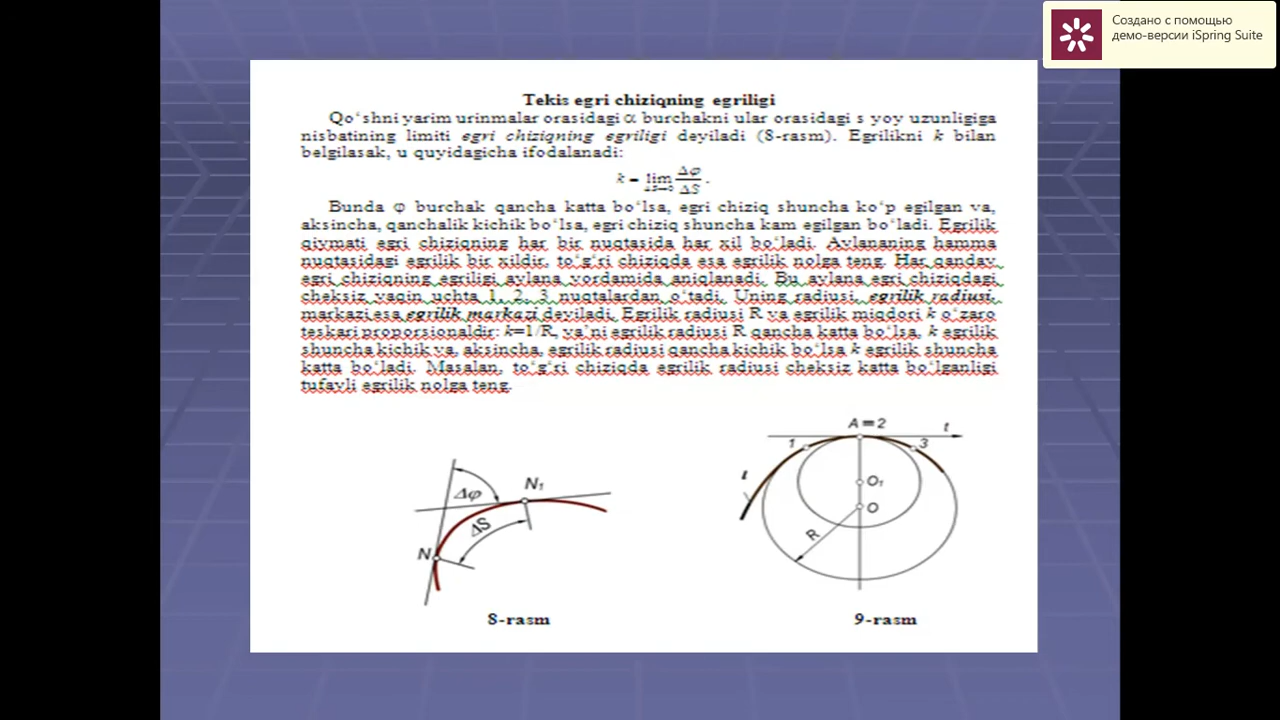 Создано с помощью
демо-версии iSpring Suite
Tekis egri chiziqning egriligi
Qo‘shni yarim urinmalar orasidagi α burchakni ular orasidagi s yoy uzunligiga
nisbatining limiti egri chiziqning egriligi deyiladi (8-rasm). Egrilikni k bilan
belgilasak, u quyidagicha ifodalanadi:
k = lim Δφ/ΔS .
ΔS→0
Bunda φ burchak qancha katta bo‘lsa, egri chiziq shuncha ko‘p egilgan va,
aksincha, qanchalik kichik bo‘lsa, egri chiziq shuncha kam egilgan bo‘ladi. Egrilik
qiymati egri chiziqning har bir nuqtasida har xil bo‘ladi. Aylananing hamma
nuqtasidagi egrilik bir xildir, to‘g‘ri chiziqda esa egrilik nolga teng. Har qanday
egri chiziqning egriligi aylana yordamida aniqlanadi. Bu aylana egri chiziqdagi
cheksiz yaqin uchta 1, 2, 3 nuqtalardan o‘tadi. Uning radiusi, egrilik radiusi,
markazi esa egrilik markazi deyiladi. Egrilik radiusi R va egrilik miqdori k o‘zaro
teskari proporsionaldir: k=1/R, ya’ni egrilik radiusi R qancha katta bo‘lsa, k egrilik
shuncha kichik va, aksincha, egrilik radiusi qancha kichik bo‘lsa k egrilik shuncha
katta bo‘ladi. Masalan, to‘g‘ri chiziqda egrilik radiusi cheksiz katta bo‘lganligi
tufayli egrilik nolga teng.
Δφ
N₁
ΔS
N
8-rasm
A=2
t
1
3
l
O₁
O
R
9-rasm